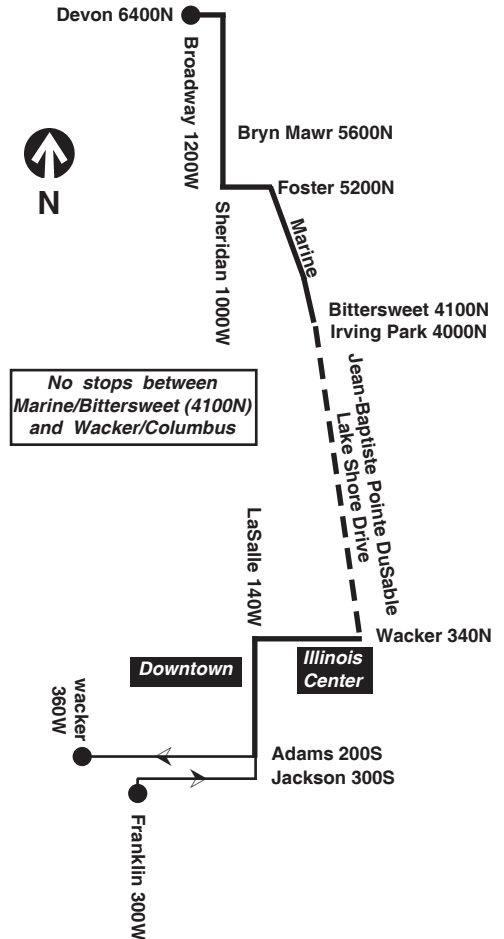 Devon 6400N
Broadway 1200W
Bryn Mawr 5600N
N
Foster 5200N
Sheridan 1000W
Marine
Bittersweet 4100N
Irving Park 4000N
No stops between
Marine/Bittersweet (4100N)
and Wacker/Columbus
Jean-Baptiste Pointe DuSable
Lake Shore Drive
LaSalle 140W
Wacker 340N
Downtown
Illinois
Center
wacker
360W
Adams 200S
Jackson 300S
Franklin 300W